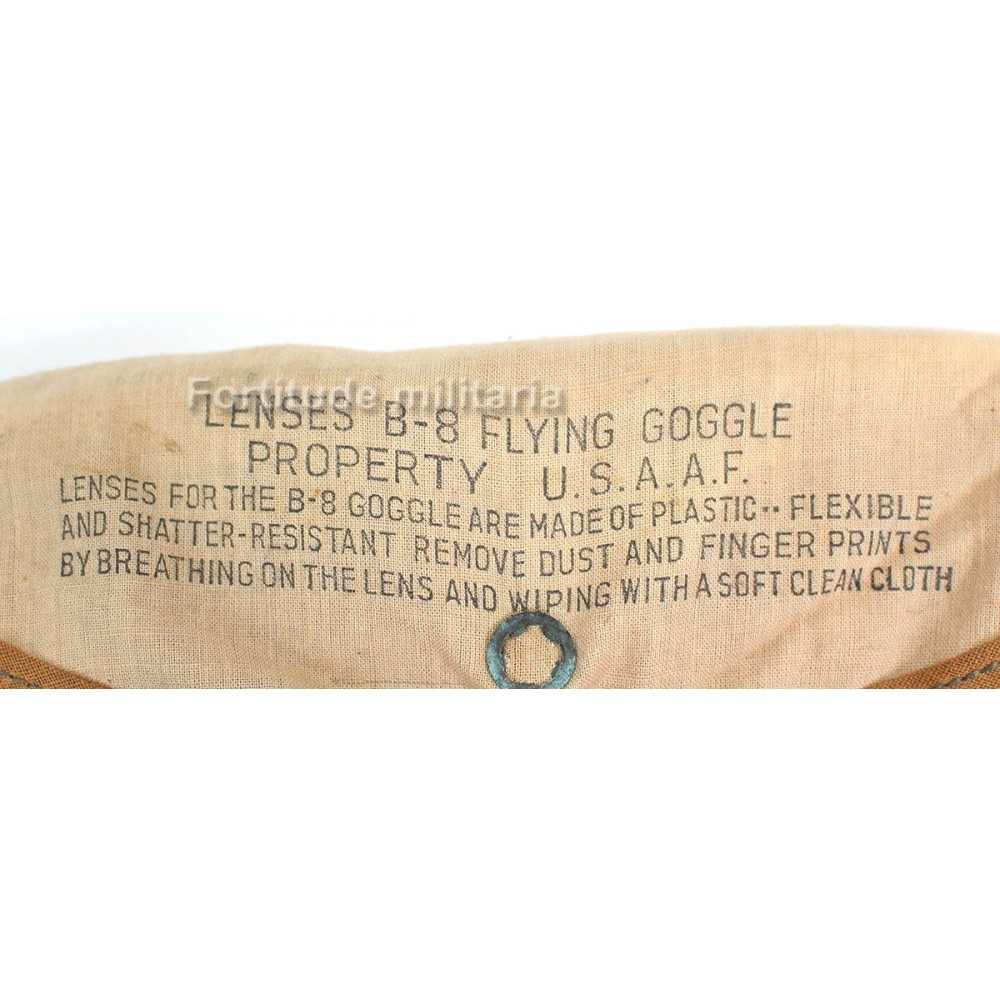 Fortitude militaria
LENSES B-8 FLYING GOGGLE
PROPERTY U.S.A.A.F.
LENSES FOR THE B-8 GOGGLE ARE MADE OF PLASTIC·· FLEXIBLE
AND SHATTER-RESISTANT REMOVE DUST AND FINGER PRINTS
BY BREATHING ON THE LENS AND WIPING WITH A SOFT CLEAN CLOTH